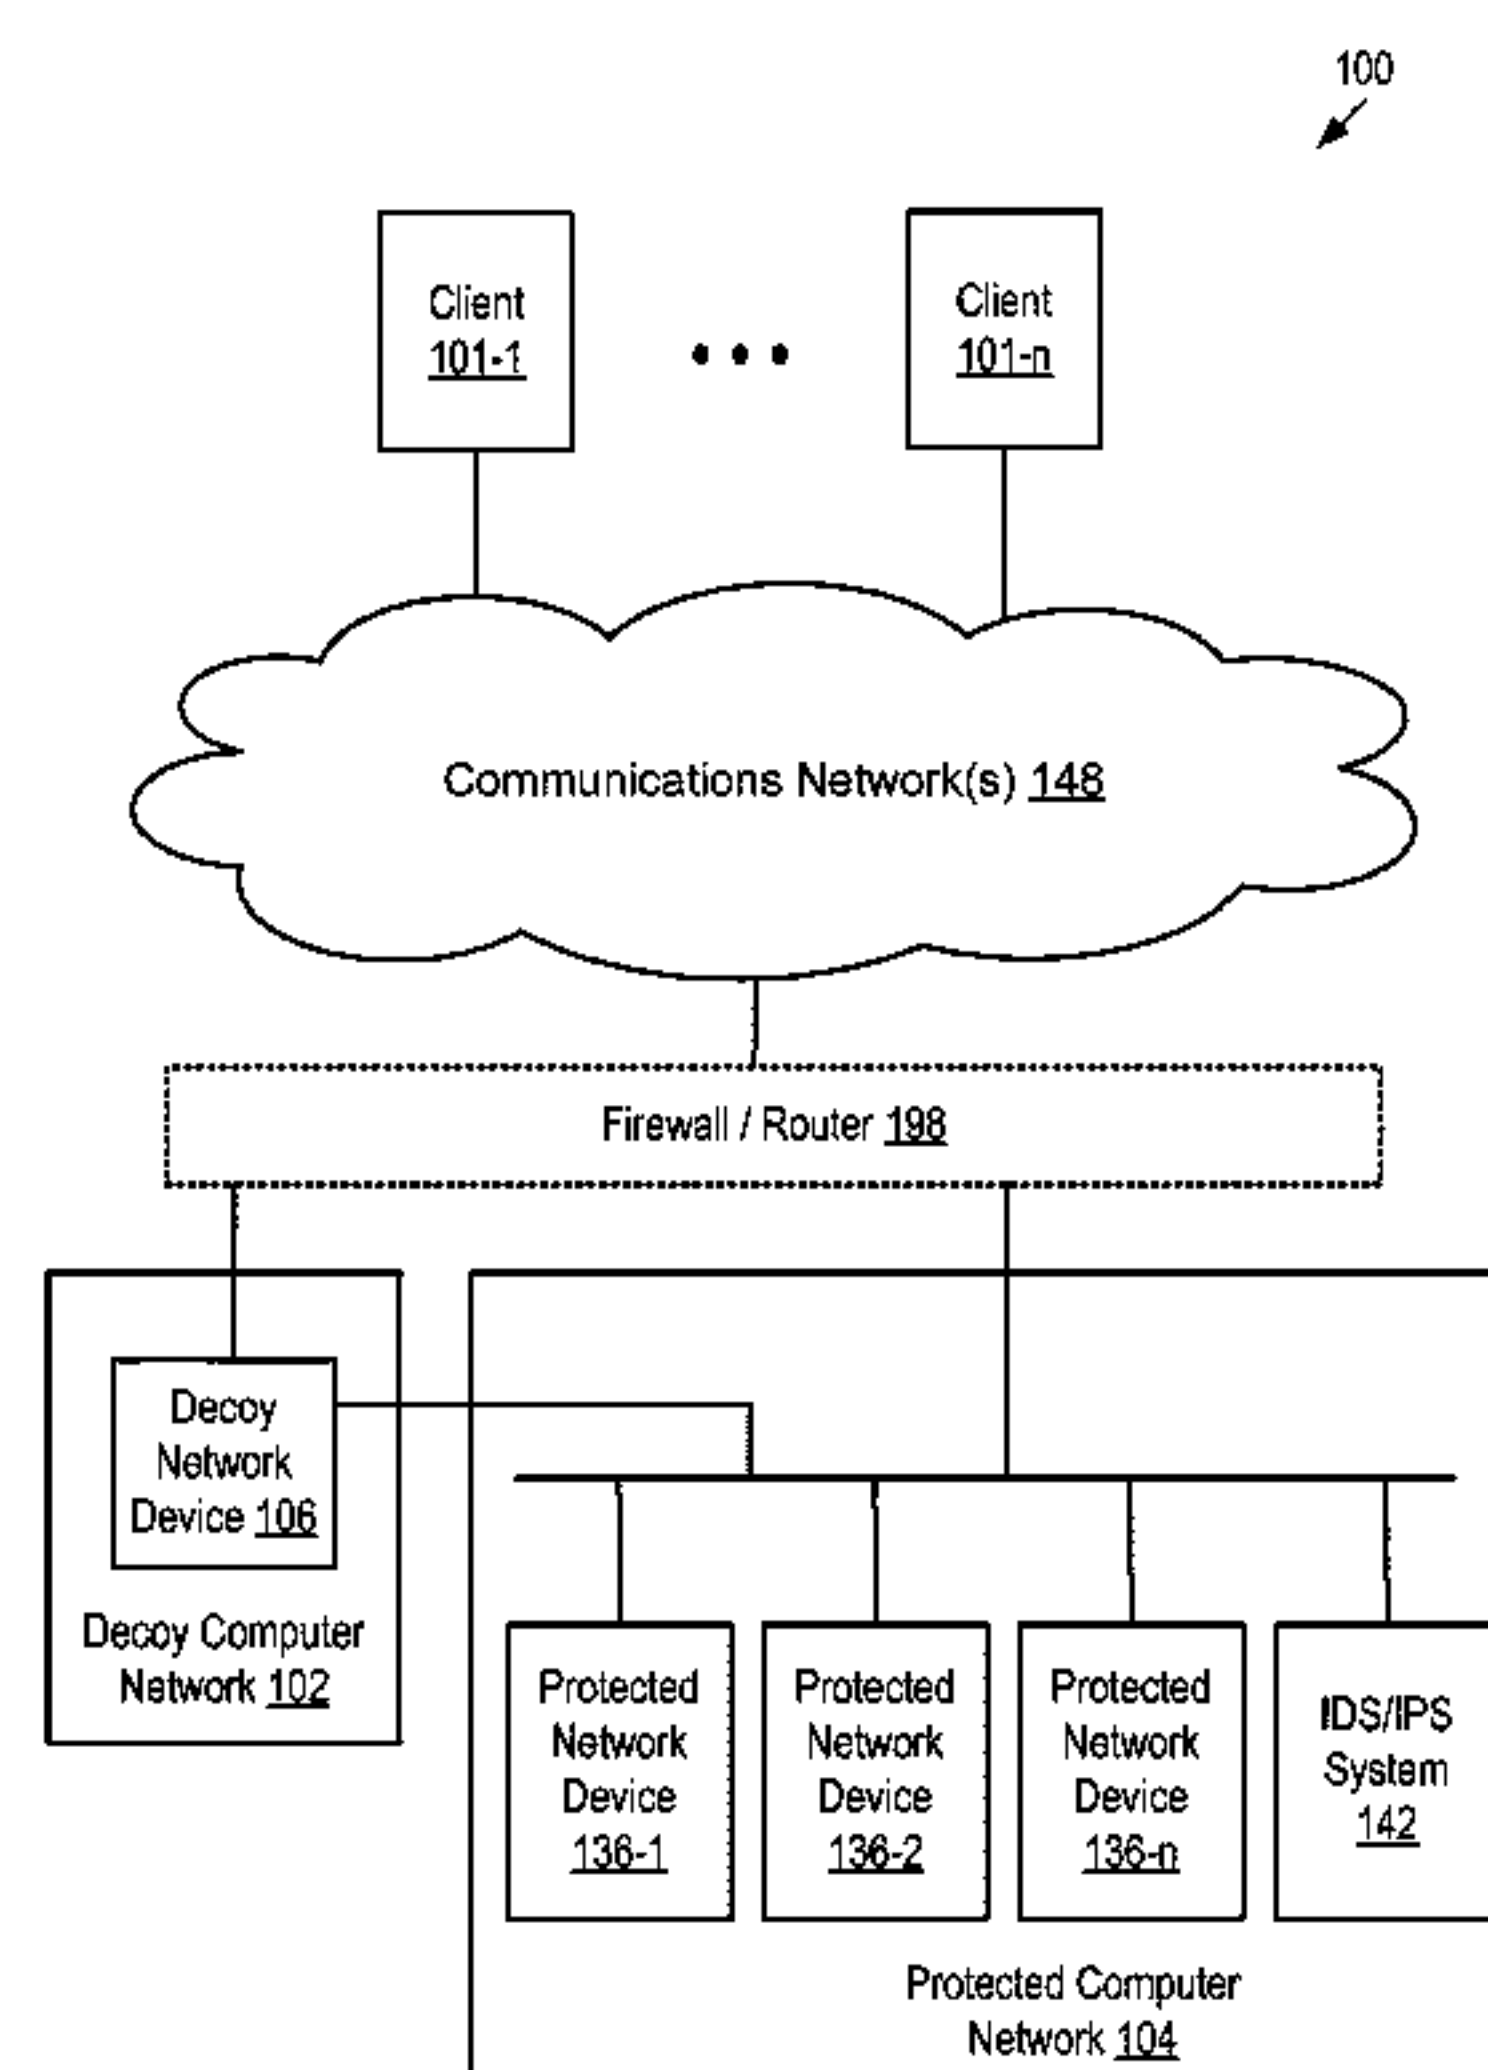 100
Client
101-1
Client
101-n
Communications Network(s) 148
Firewall / Router 198
Decoy
Network
Device 106
Decoy Computer
Network 102
Protected
Network
Device
136-1
Protected
Network
Device
136-2
Protected
Network
Device
136-n
IDS/IPS
System
142
Protected Computer
Network 104